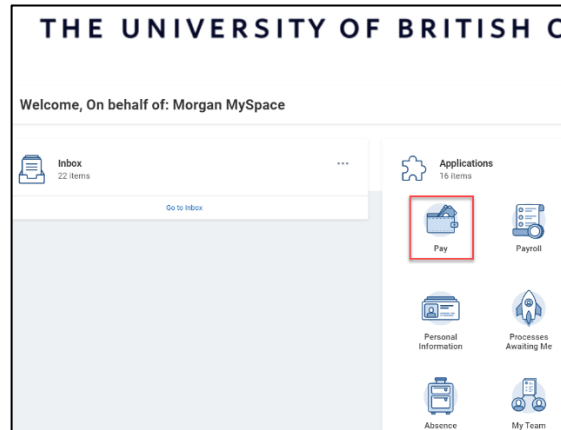 THE UNIVERSITY OF BRITISH
Welcome, On behalf of: Morgan MySpace
Inbox
22 items
Go to Inbox
Applications
16 items
Pay
Payroll
Personal
Information
Processes
Awaiting Me
Absence
My Team